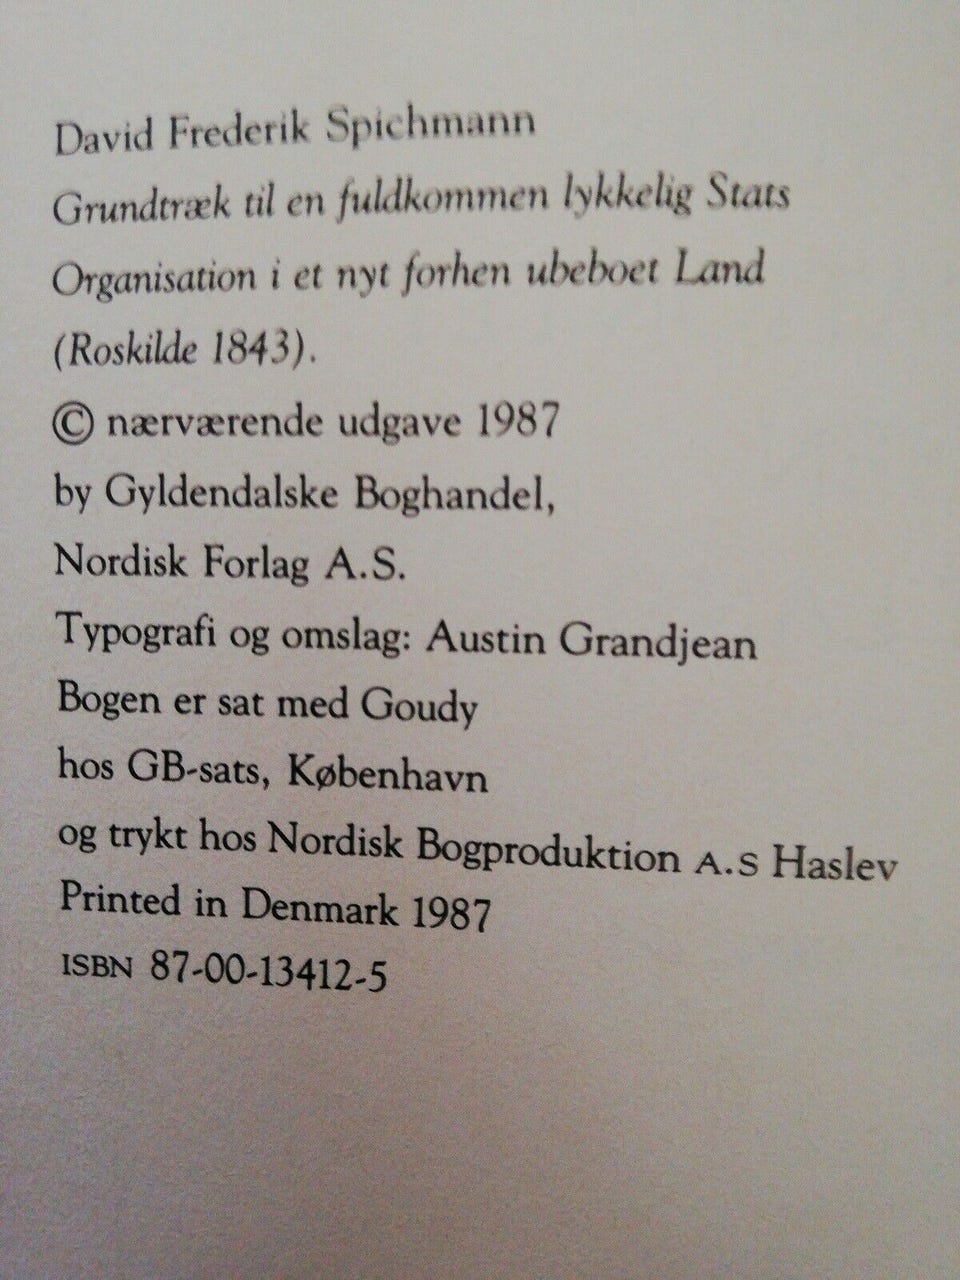 David Frederik Spichmann
Grundtræk til en fuldkommen lykkelig Stats
Organisation i et nyt forhen ubeboet Land
(Roskilde 1843).
© nærværende udgave 1987
by Gyldendalske Boghandel,
Nordisk Forlag A.S.
Typografi og omslag: Austin Grandjean
Bogen er sat med Goudy
hos GB-sats, København
og trykt hos Nordisk Bogproduktion A.S Haslev
Printed in Denmark 1987
ISBN 87-00-13412-5